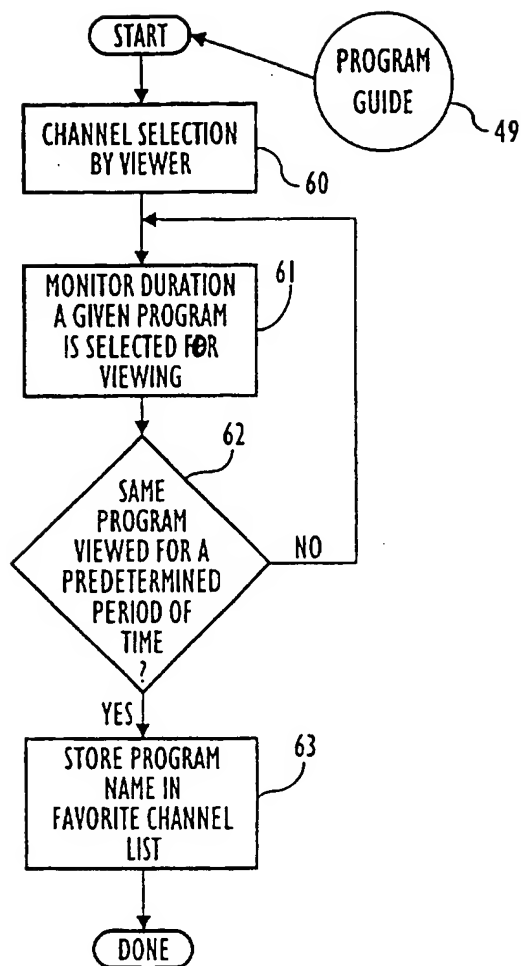 START
PROGRAM
GUIDE
49
CHANNEL SELECTION
BY VIEWER
60
MONITOR DURATION
A GIVEN PROGRAM
IS SELECTED FOR
VIEWING
61
62
SAME
PROGRAM
VIEWED FOR A
PREDETERMINED
PERIOD OF
TIME
?
NO
YES
STORE PROGRAM
NAME IN
FAVORITE CHANNEL
LIST
63
DONE